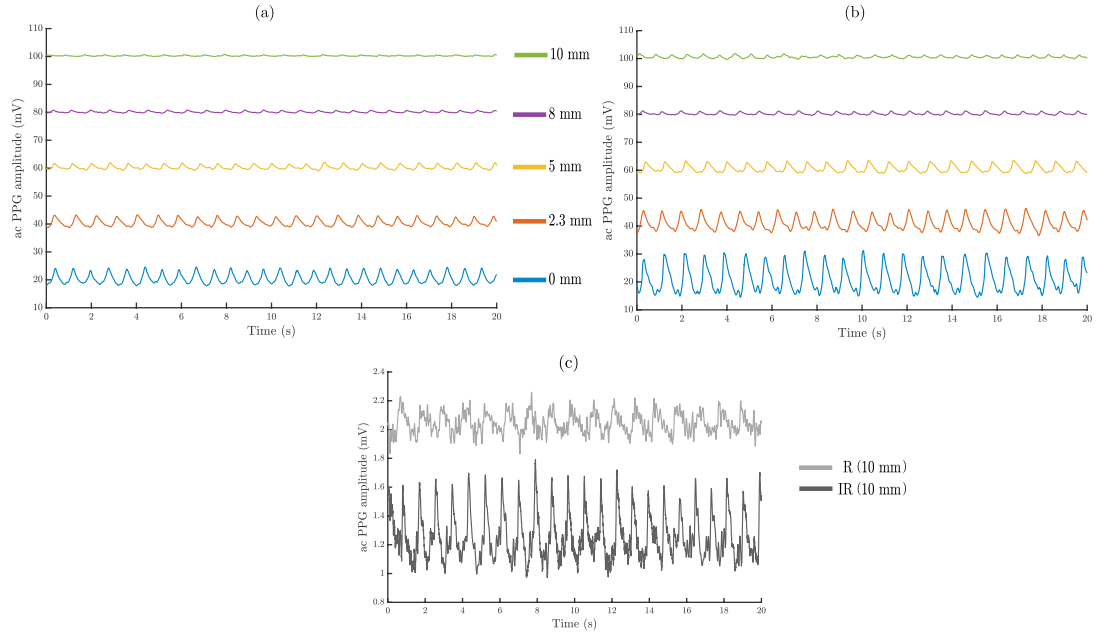 (a)
110
100
90
80
70
60
50
40
30
20
10
ac PPG amplitude (mV)
0 2 4 6 8 10 12 14 16 18 20
Time (s)
10 mm
8 mm
5 mm
2.3 mm
0 mm
(b)
110
100
90
80
70
60
50
40
30
20
10
ac PPG amplitude (mV)
0 2 4 6 8 10 12 14 16 18 20
Time (s)
(c)
2.4
2.2
2
1.8
1.6
1.4
1.2
1
0.8
ac PPG amplitude (mV)
0 2 4 6 8 10 12 14 16 18 20
Time (s)
R (10 mm)
IR (10 mm)